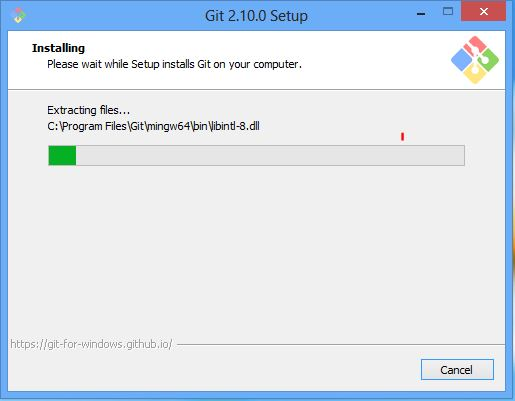 Git 2.10.0 Setup
Installing
Please wait while Setup installs Git on your computer.
Extracting files...
C:\Program Files\Git\mingw64\bin\libintl-8.dll
https://git-for-windows.github.io/
Cancel